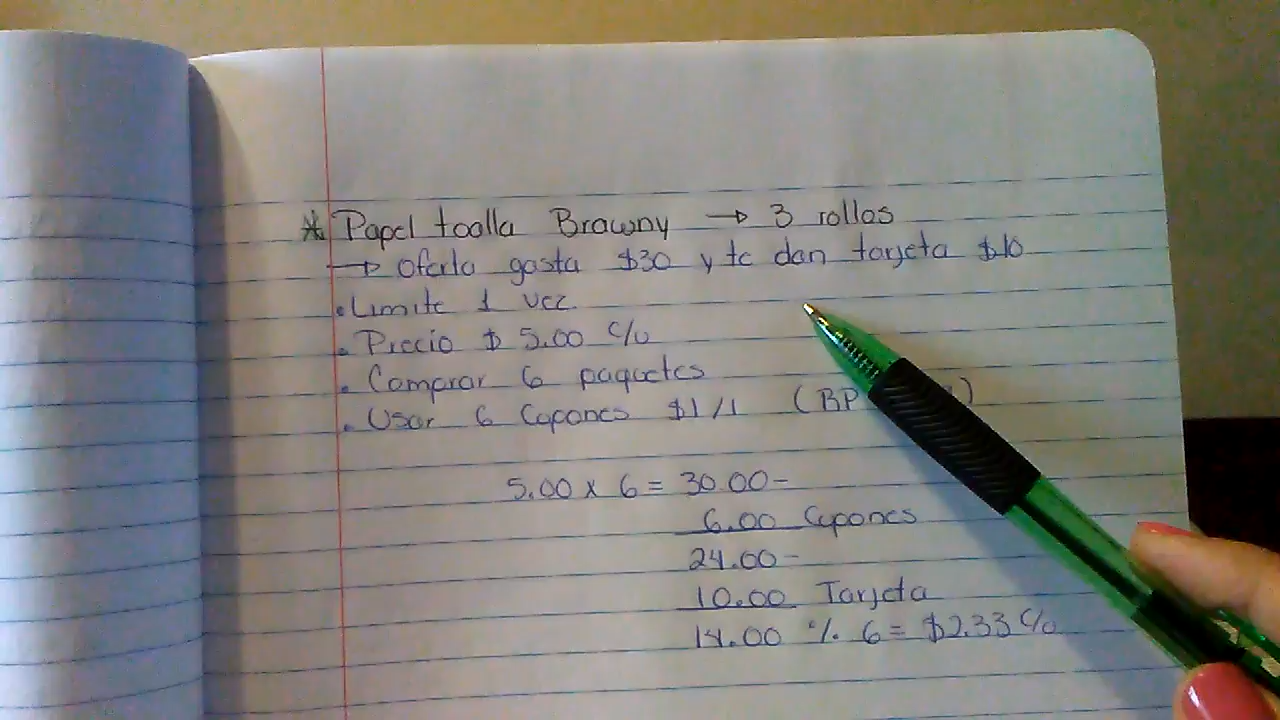 * Papel toalla Brawny → 3 rollos
→ oferta gasta $30 y te dan tarjeta $10
• Limite 1 vez
• Precio $ 5.00 c/u
• Comprar 6 paquetes
• Usar 6 Cupones $1/1 (BP )
5.00 x 6 = 30.00-
6.00 Cupones
24.00-
10.00 Tarjeta
14.00 % 6 = $2.33 c/u